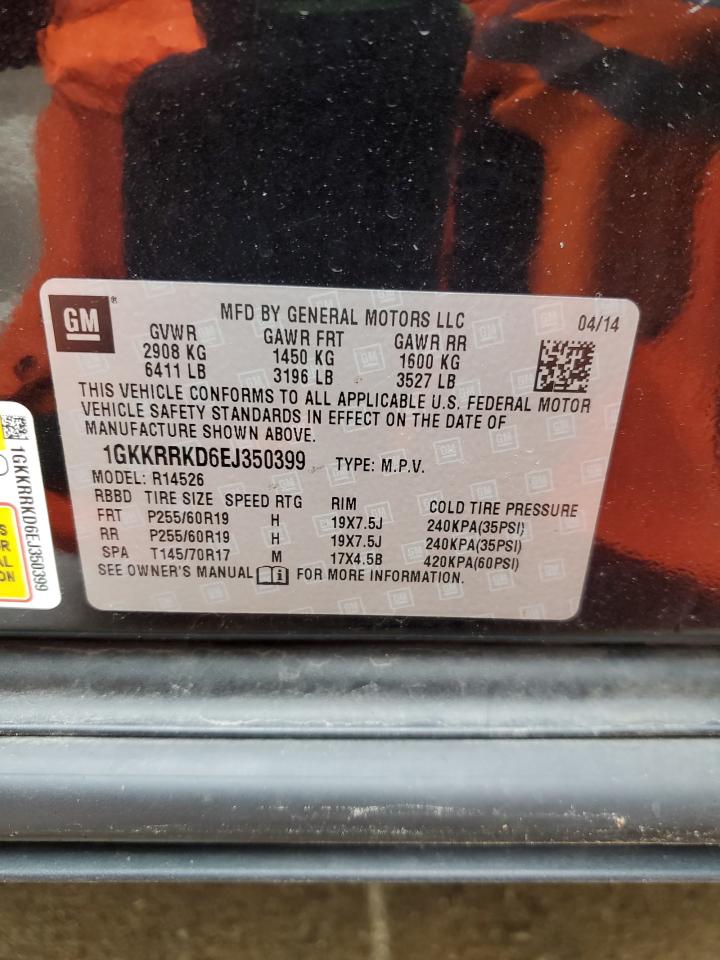 GM
®
MFD BY GENERAL MOTORS LLC
04/14
GVWR GAWR FRT GAWR RR
2908 KG 1450 KG 1600 KG
6411 LB 3196 LB 3527 LB
THIS VEHICLE CONFORMS TO ALL APPLICABLE U.S. FEDERAL MOTOR
VEHICLE SAFETY STANDARDS IN EFFECT ON THE DATE OF
MANUFACTURE SHOWN ABOVE.
1GKKRRKD6EJ350399 TYPE: M.P.V.
MODEL: R14526
RBBD TIRE SIZE SPEED RTG RIM COLD TIRE PRESSURE
FRT P255/60R19 H 19X7.5J 240KPA(35PSI)
RR P255/60R19 H 19X7.5J 240KPA(35PSI)
SPA T145/70R17 M 17X4.5B 420KPA(60PSI)
SEE OWNER'S MANUAL i FOR MORE INFORMATION.
1GKKRRKD6EJ350399